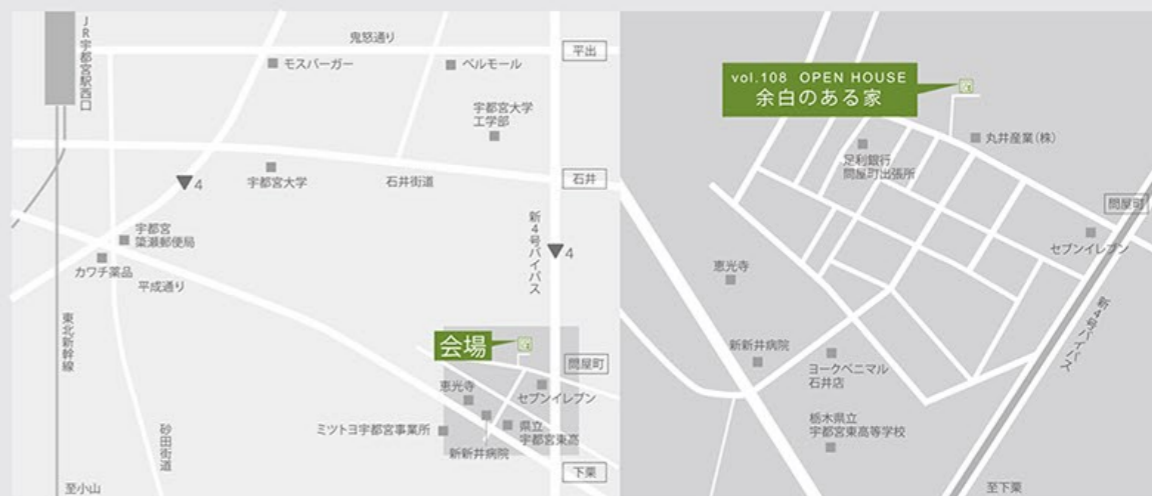 JR宇都宮駅西口
鬼怒通り
平出
モスバーガー
ベルモール
宇都宮大学
工学部
4
宇都宮大学
石井街道
石井
新4号バイパス
4
宇都宮
簗瀬郵便局
カワチ薬品
平成通り
東北新幹線
会場
問屋町
恵光寺
セブンイレブン
ミツトヨ宇都宮事業所
県立
宇都宮東高
新新井病院
砂田街道
下栗
至小山
vol.108 OPEN HOUSE
余白のある家
丸井産業(株)
足利銀行
問屋町出張所
問屋町
セブンイレブン
恵光寺
新4号バイパス
新新井病院
ヨークベニマル
石井店
栃木県立
宇都宮東高等学校
至下栗